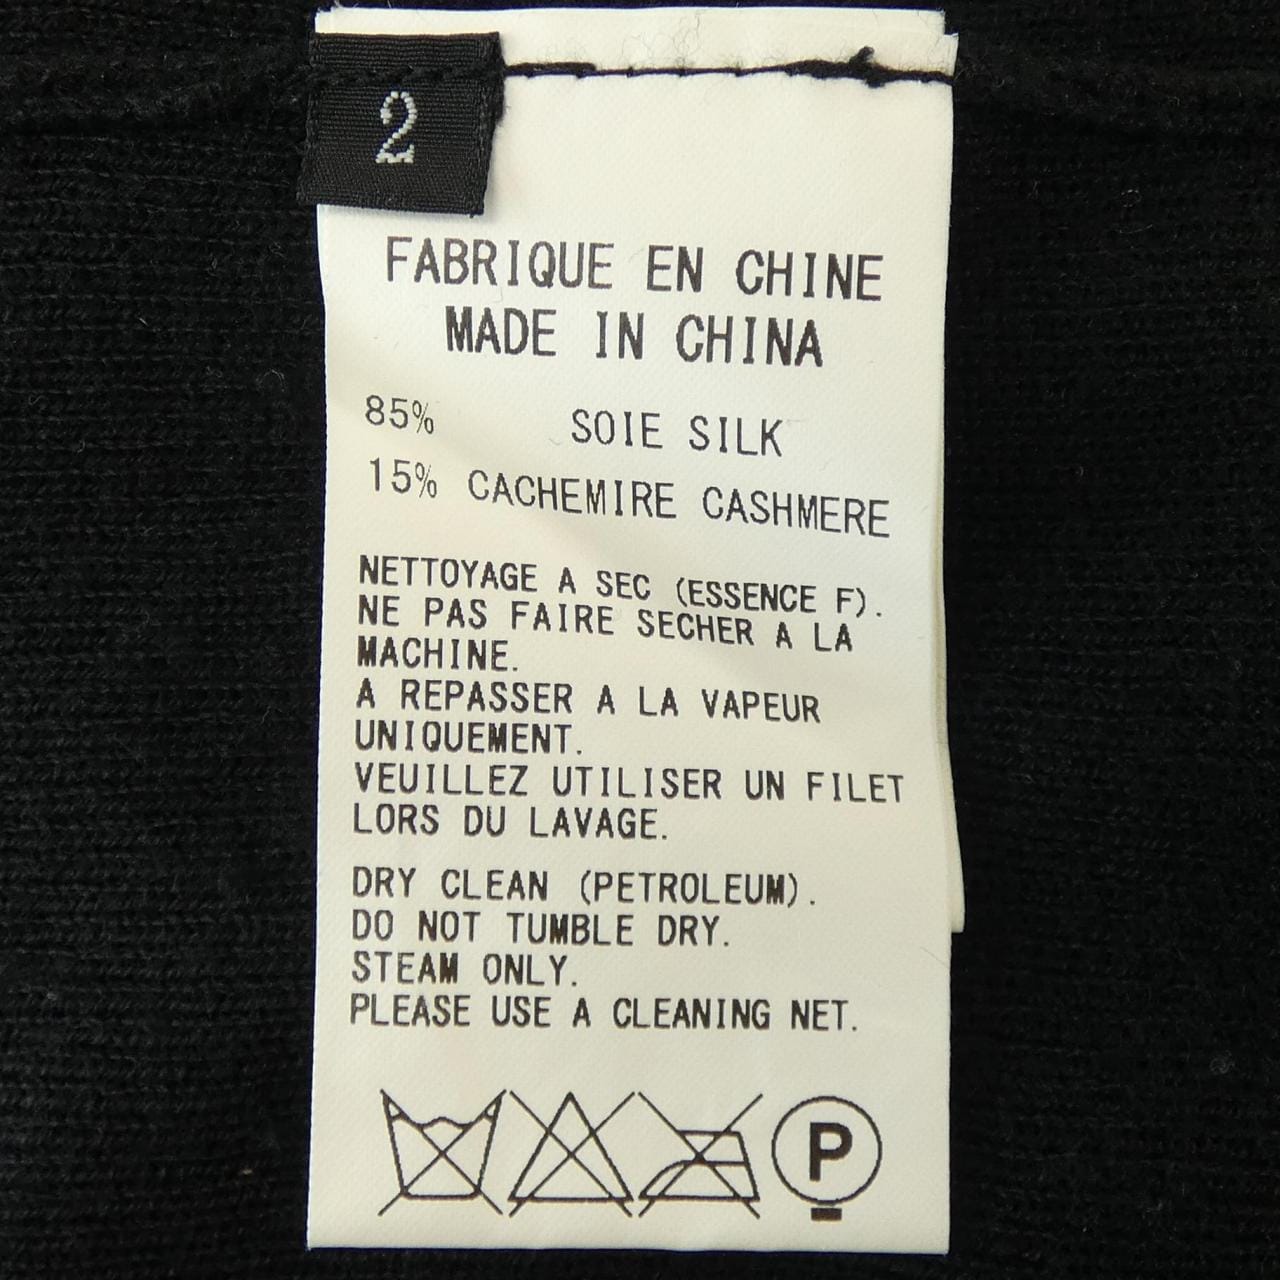 2
FABRIQUE EN CHINE
MADE IN CHINA
85% SOIE SILK
15% CACHEMIRE CASHMERE
NETTOYAGE A SEC (ESSENCE F).
NE PAS FAIRE SECHER A LA
MACHINE.
A REPASSER A LA VAPEUR
UNIQUEMENT.
VEUILLEZ UTILISER UN FILET
LORS DU LAVAGE.
DRY CLEAN (PETROLEUM).
DO NOT TUMBLE DRY.
STEAM ONLY.
PLEASE USE A CLEANING NET.
P